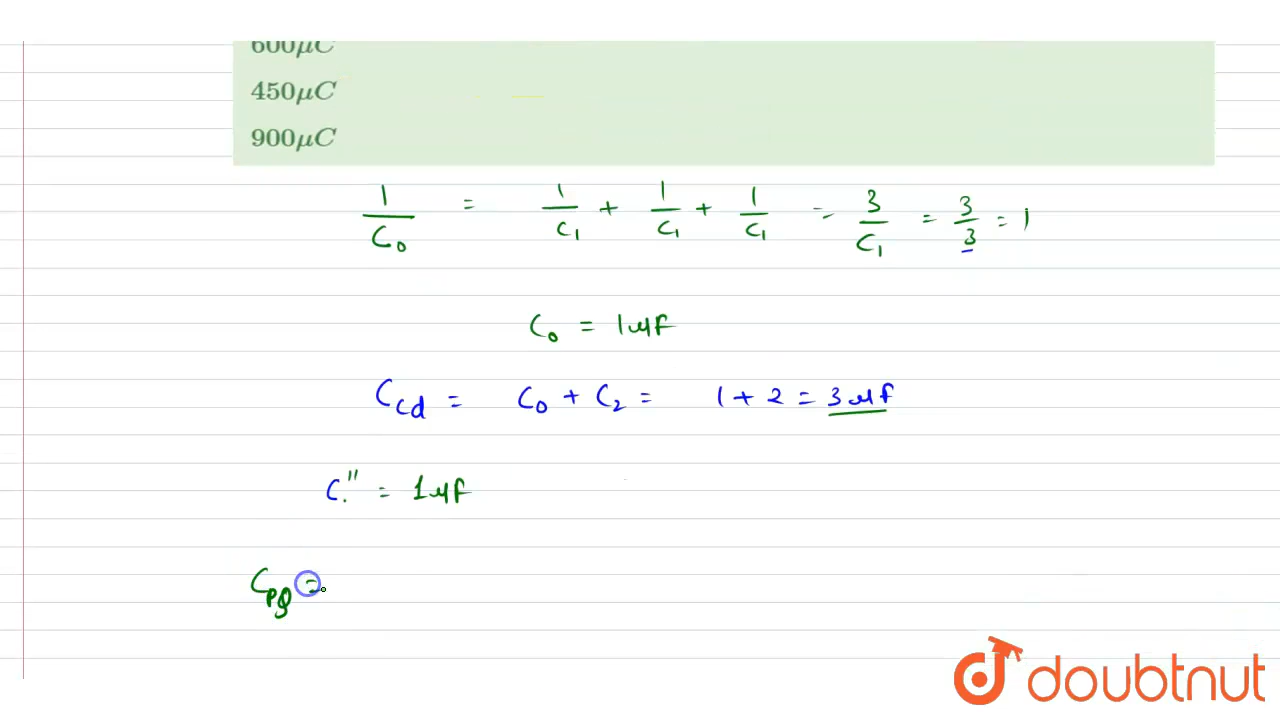 600μC
450μC
900μC
1/C₀ = 1/C₁ + 1/C₁ + 1/C₁ = 3/C₁ = 3/3 = 1
C₀ = 1μF
C_cd = C₀ + C₂ = 1 + 2 = 3μF
C'' = 1μF
C_PQ =
doubtnut